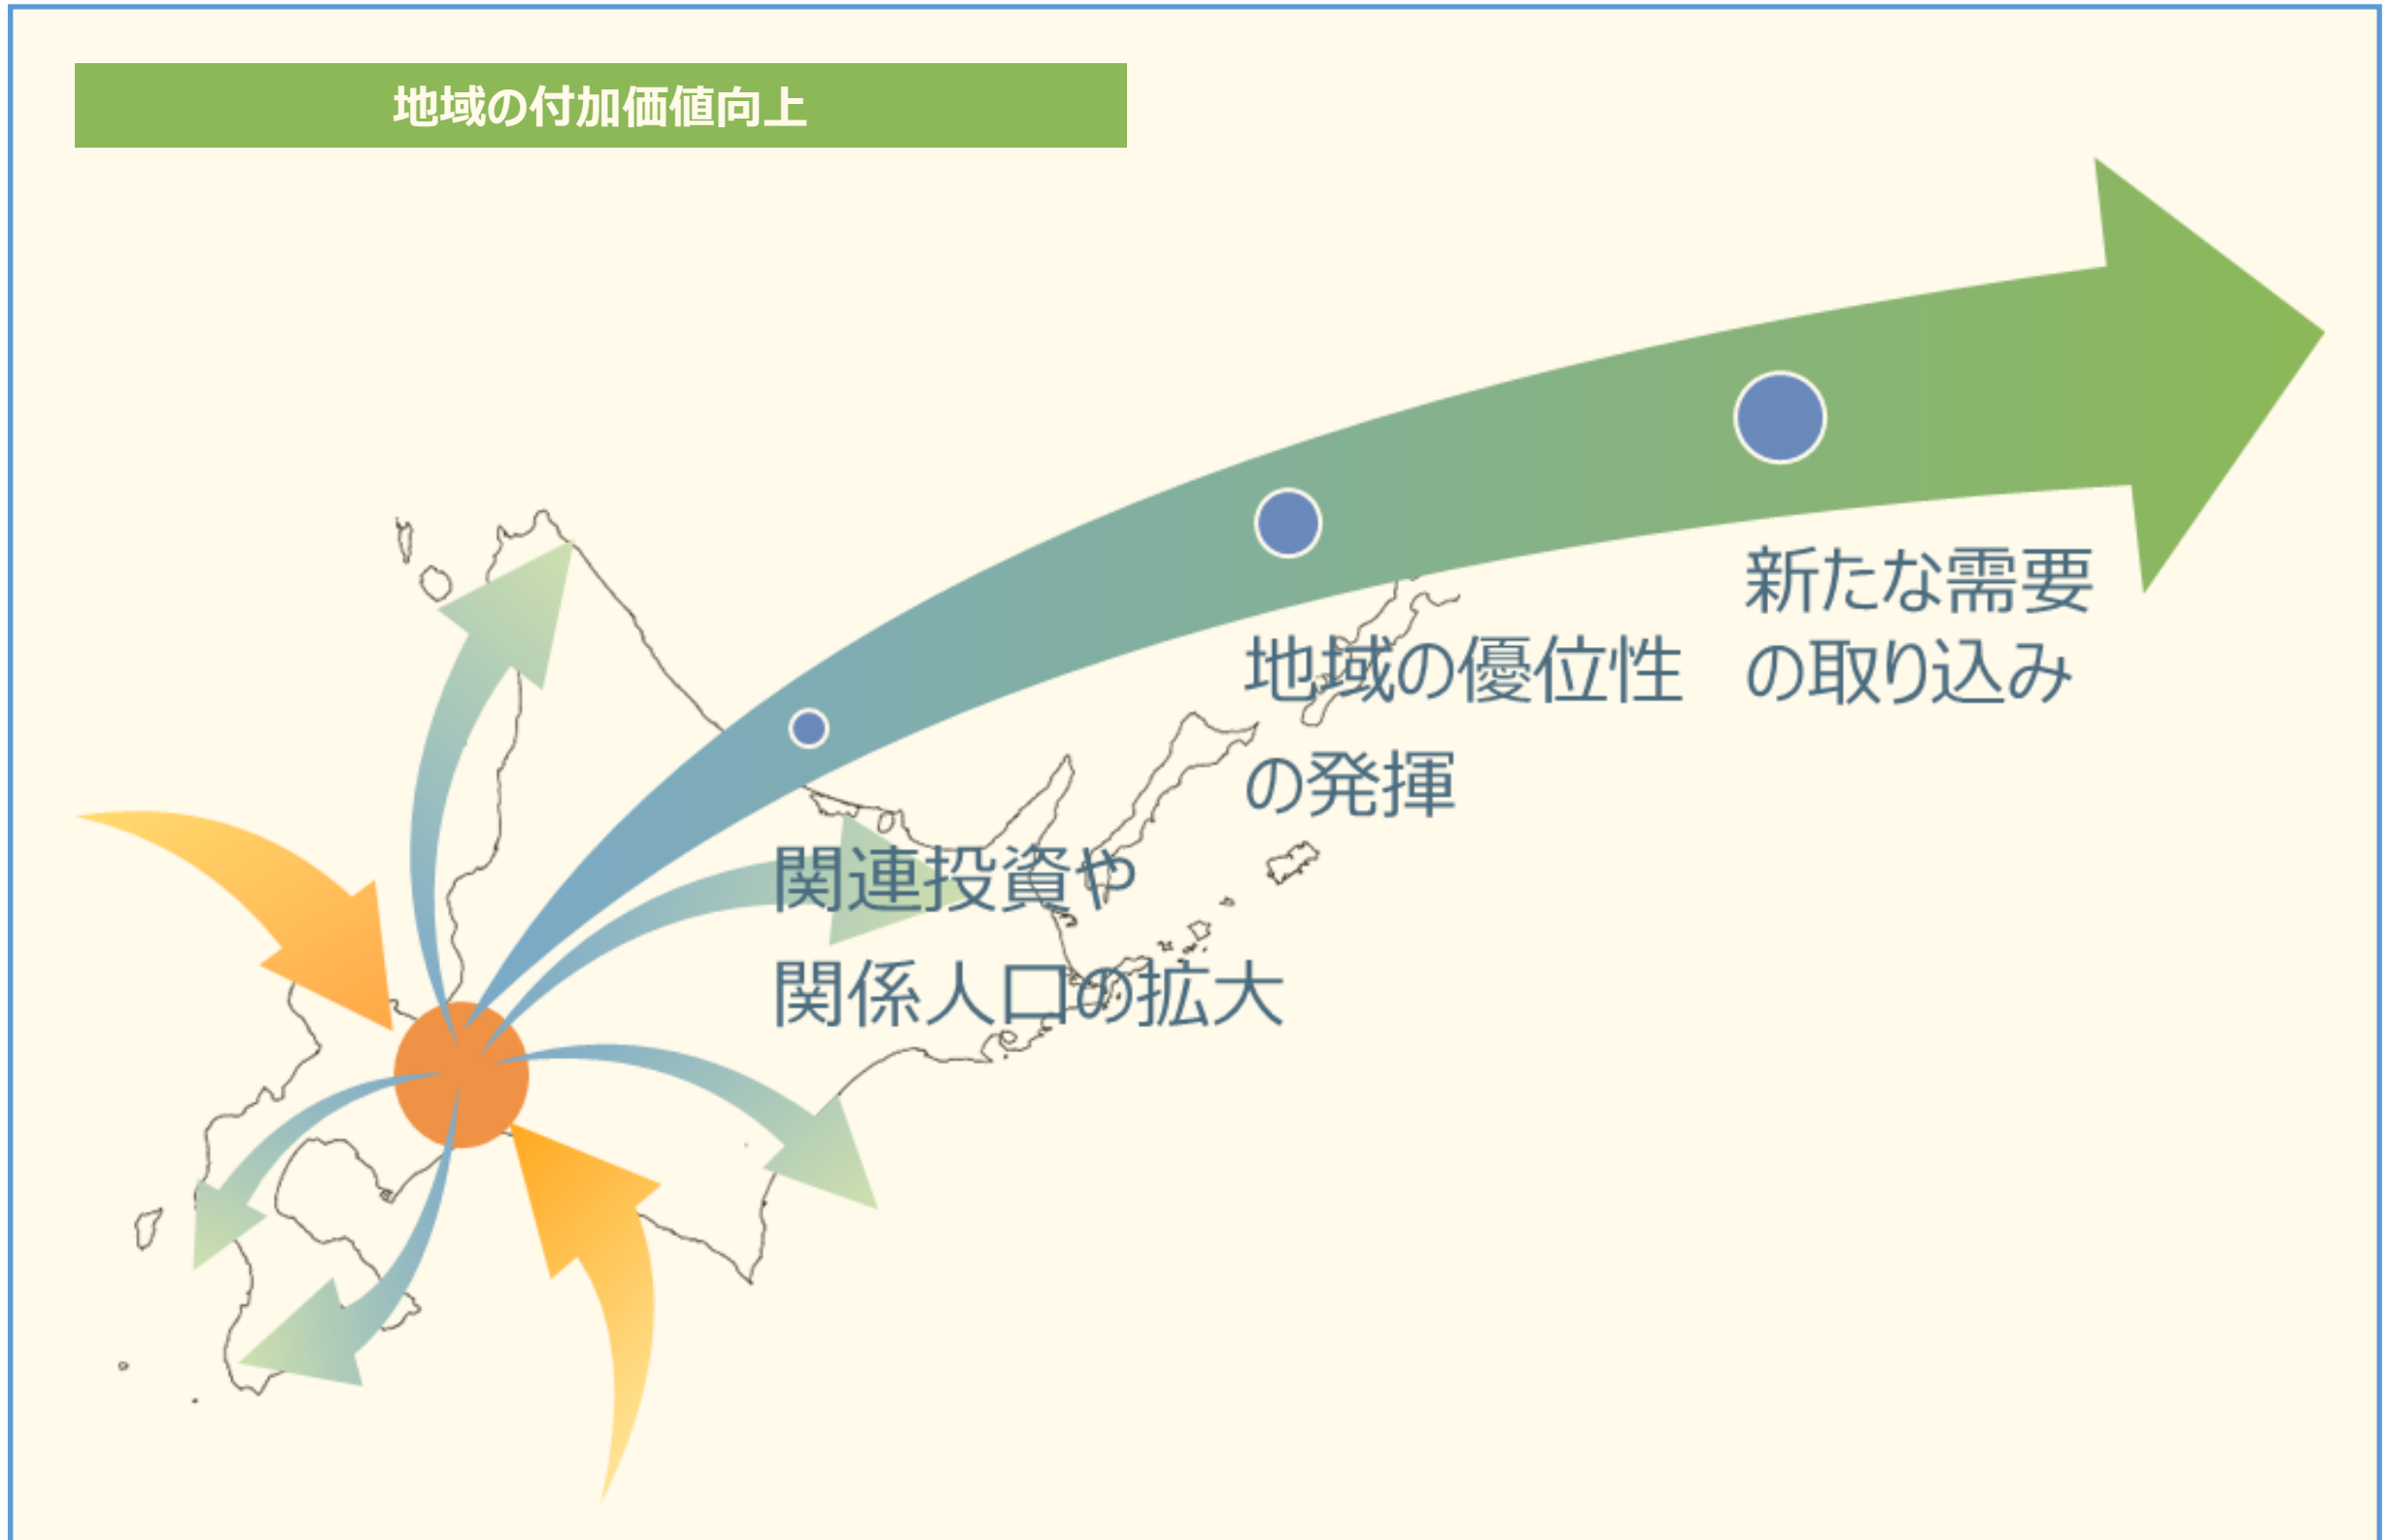 地域の付加価値向上
関連投資や
関係人口の拡大
地域の優位性
の発揮
新たな需要
の取り込み